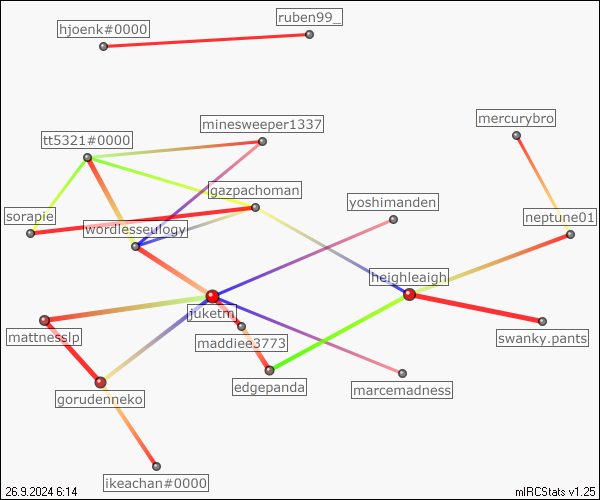 ruben99_
hjoenk#0000
mercurybro
minesweeper1337
tt5321#0000
gazpachoman
yoshimanden
sorapie
neptune01
wordlesseulogy
heighleaigh
juketm
mattnesslp
swanky.pants
maddiee3773
edgepanda
marcemadness
gorudenneko
ikeachan#0000
26.9.2024 6:14
mIRCStats v1.25